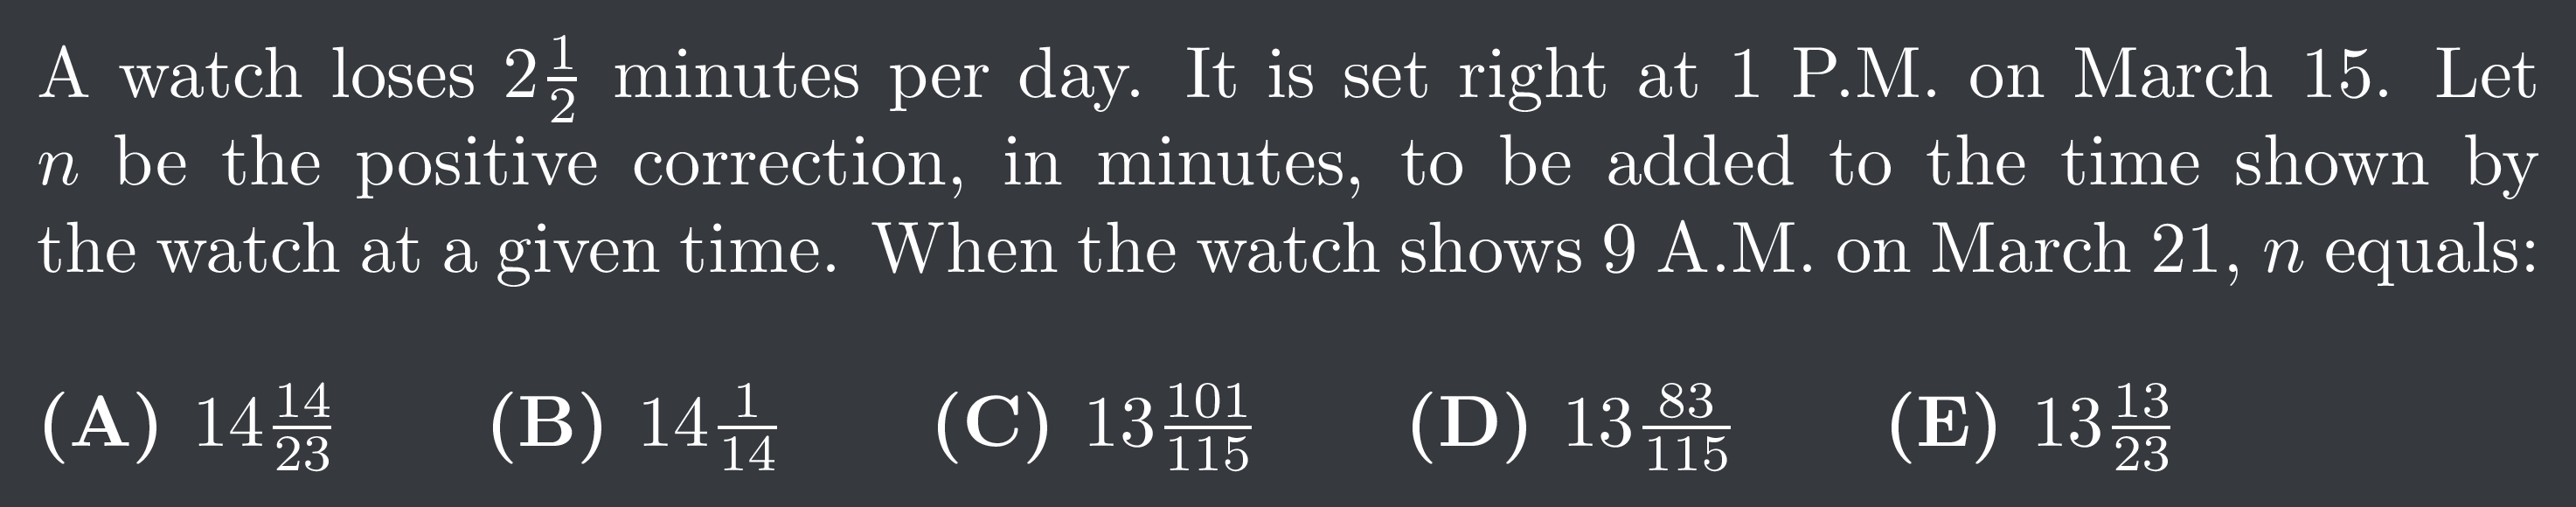 A watch loses $2\frac{1}{2}$ minutes per day. It is set right at 1 P.M. on March 15. Let
$n$ be the positive correction, in minutes, to be added to the time shown by
the watch at a given time. When the watch shows 9 A.M. on March 21, $n$ equals:
(A) $14\frac{14}{23}$ (B) $14\frac{1}{14}$ (C) $13\frac{101}{115}$ (D) $13\frac{83}{115}$ (E) $13\frac{13}{23}$